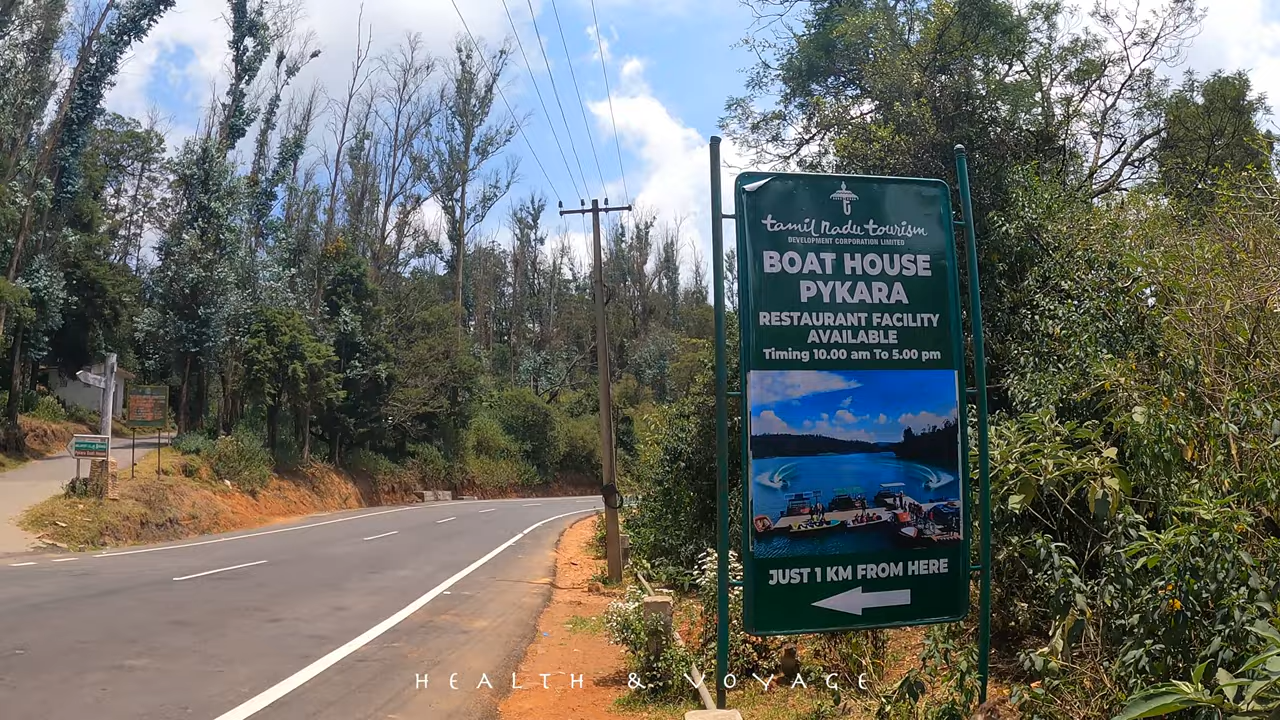 tamil nadu tourism
DEVELOPMENT CORPORATION LIMITED
BOAT HOUSE
PYKARA
RESTAURANT FACILITY
AVAILABLE
Timing 10.00 am To 5.00 pm
JUST 1 KM FROM HERE
HEALTH & VOYAGE